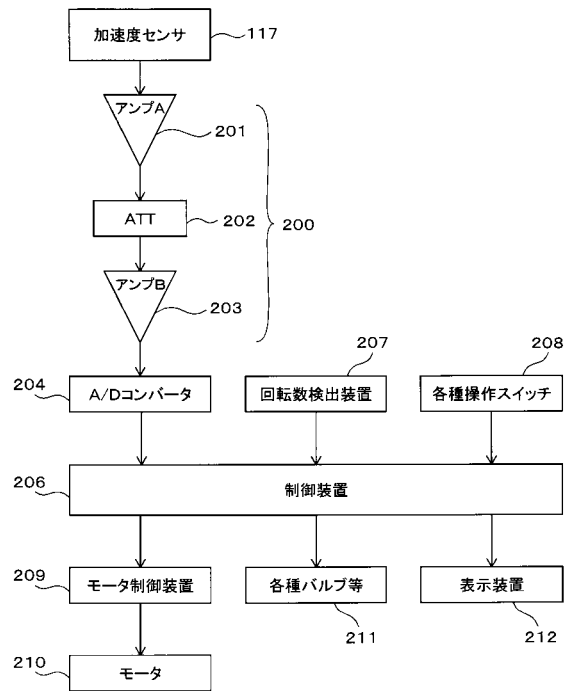 加速度センサ
117
アンプA
201
ATT
202
200
アンプB
203
204
A/Dコンバータ
207
回転数検出装置
208
各種操作スイッチ
206
制御装置
209
モータ制御装置
各種バルブ等
211
表示装置
212
210
モータ